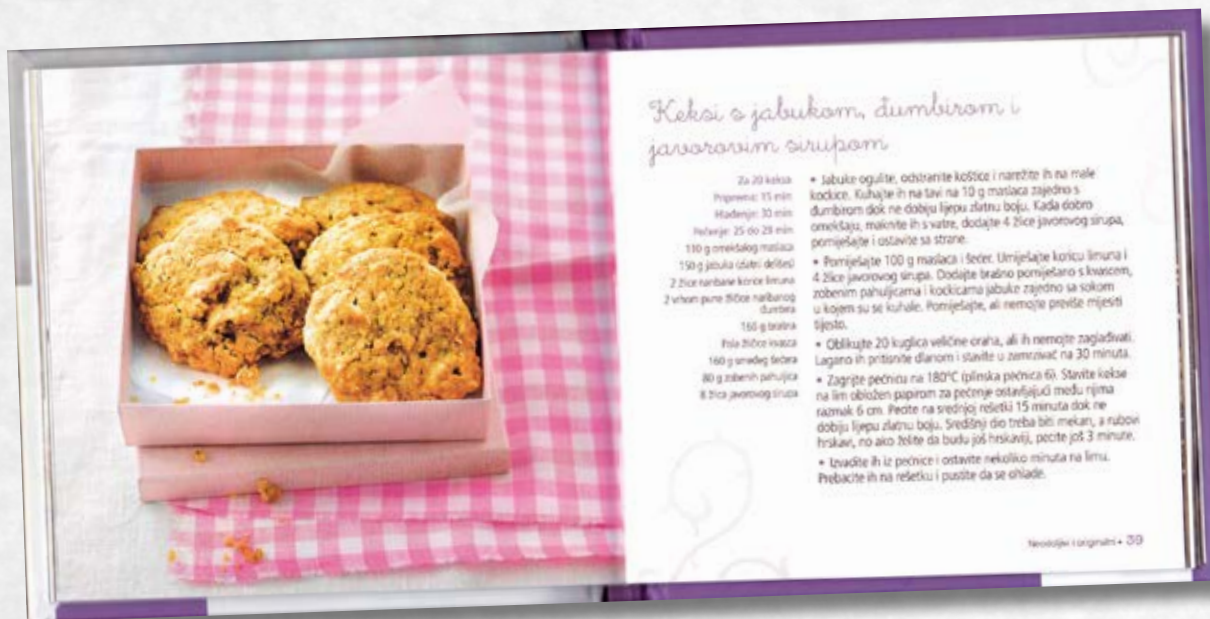 Keksi s jabukom, đumbirom i
javorovim sirupom
Za 20 keksa
Priprema: 15 min
Hlađenje: 30 min
Pečenje: 25 do 28 min
110 g omekšalog maslaca
150 g jabuka (zlatni delišes)
2 žlice naribane korice limuna
2 vrhom pune žličice naribanog
đumbira
160 g brašna
Pola žličice kvasca
160 g smeđeg šećera
80 g zobenih pahuljica
8 žlica javorovog sirupa
• Jabuke ogulite, odstranite koštice i narežite ih na male
kockice. Kuhajte ih na tavi na 10 g maslaca zajedno s
đumbirom dok ne dobiju lijepu zlatnu boju. Kada dobro
omekšaju, maknite ih s vatre, dodajte 4 žlice javorovog sirupa,
pomiješajte i ostavite sa strane.
• Pomiješajte 100 g maslaca i šećer. Umiješajte koricu limuna i
4 žlice javorovog sirupa. Dodajte brašno pomiješano s kvascem,
zobenim pahuljicama i kockicama jabuke zajedno sa sokom
u kojem su se kuhale. Pomiješajte, ali nemojte previše mijesiti
tijesto.
• Oblikujte 20 kuglica veličine oraha, ali ih nemojte zaglađivati.
Lagano ih pritisnite dlanom i stavite u zamrzivač na 30 minuta.
• Zagrijte pećnicu na 180°C (plinska pećnica 6). Stavite kekse
na lim obložen papirom za pečenje ostavljajući među njima
razmak 6 cm. Pecite na srednjoj rešetki 15 minuta dok ne
dobiju lijepu zlatnu boju. Središnji dio treba biti mekan, a rubovi
hrskavi, no ako želite da budu još hrskaviji, pecite još 3 minute.
• Izvadite ih iz pećnice i ostavite nekoliko minuta na limu.
Prebacite ih na rešetku i pustite da se ohlade.
Neodoljivi i originalni • 39